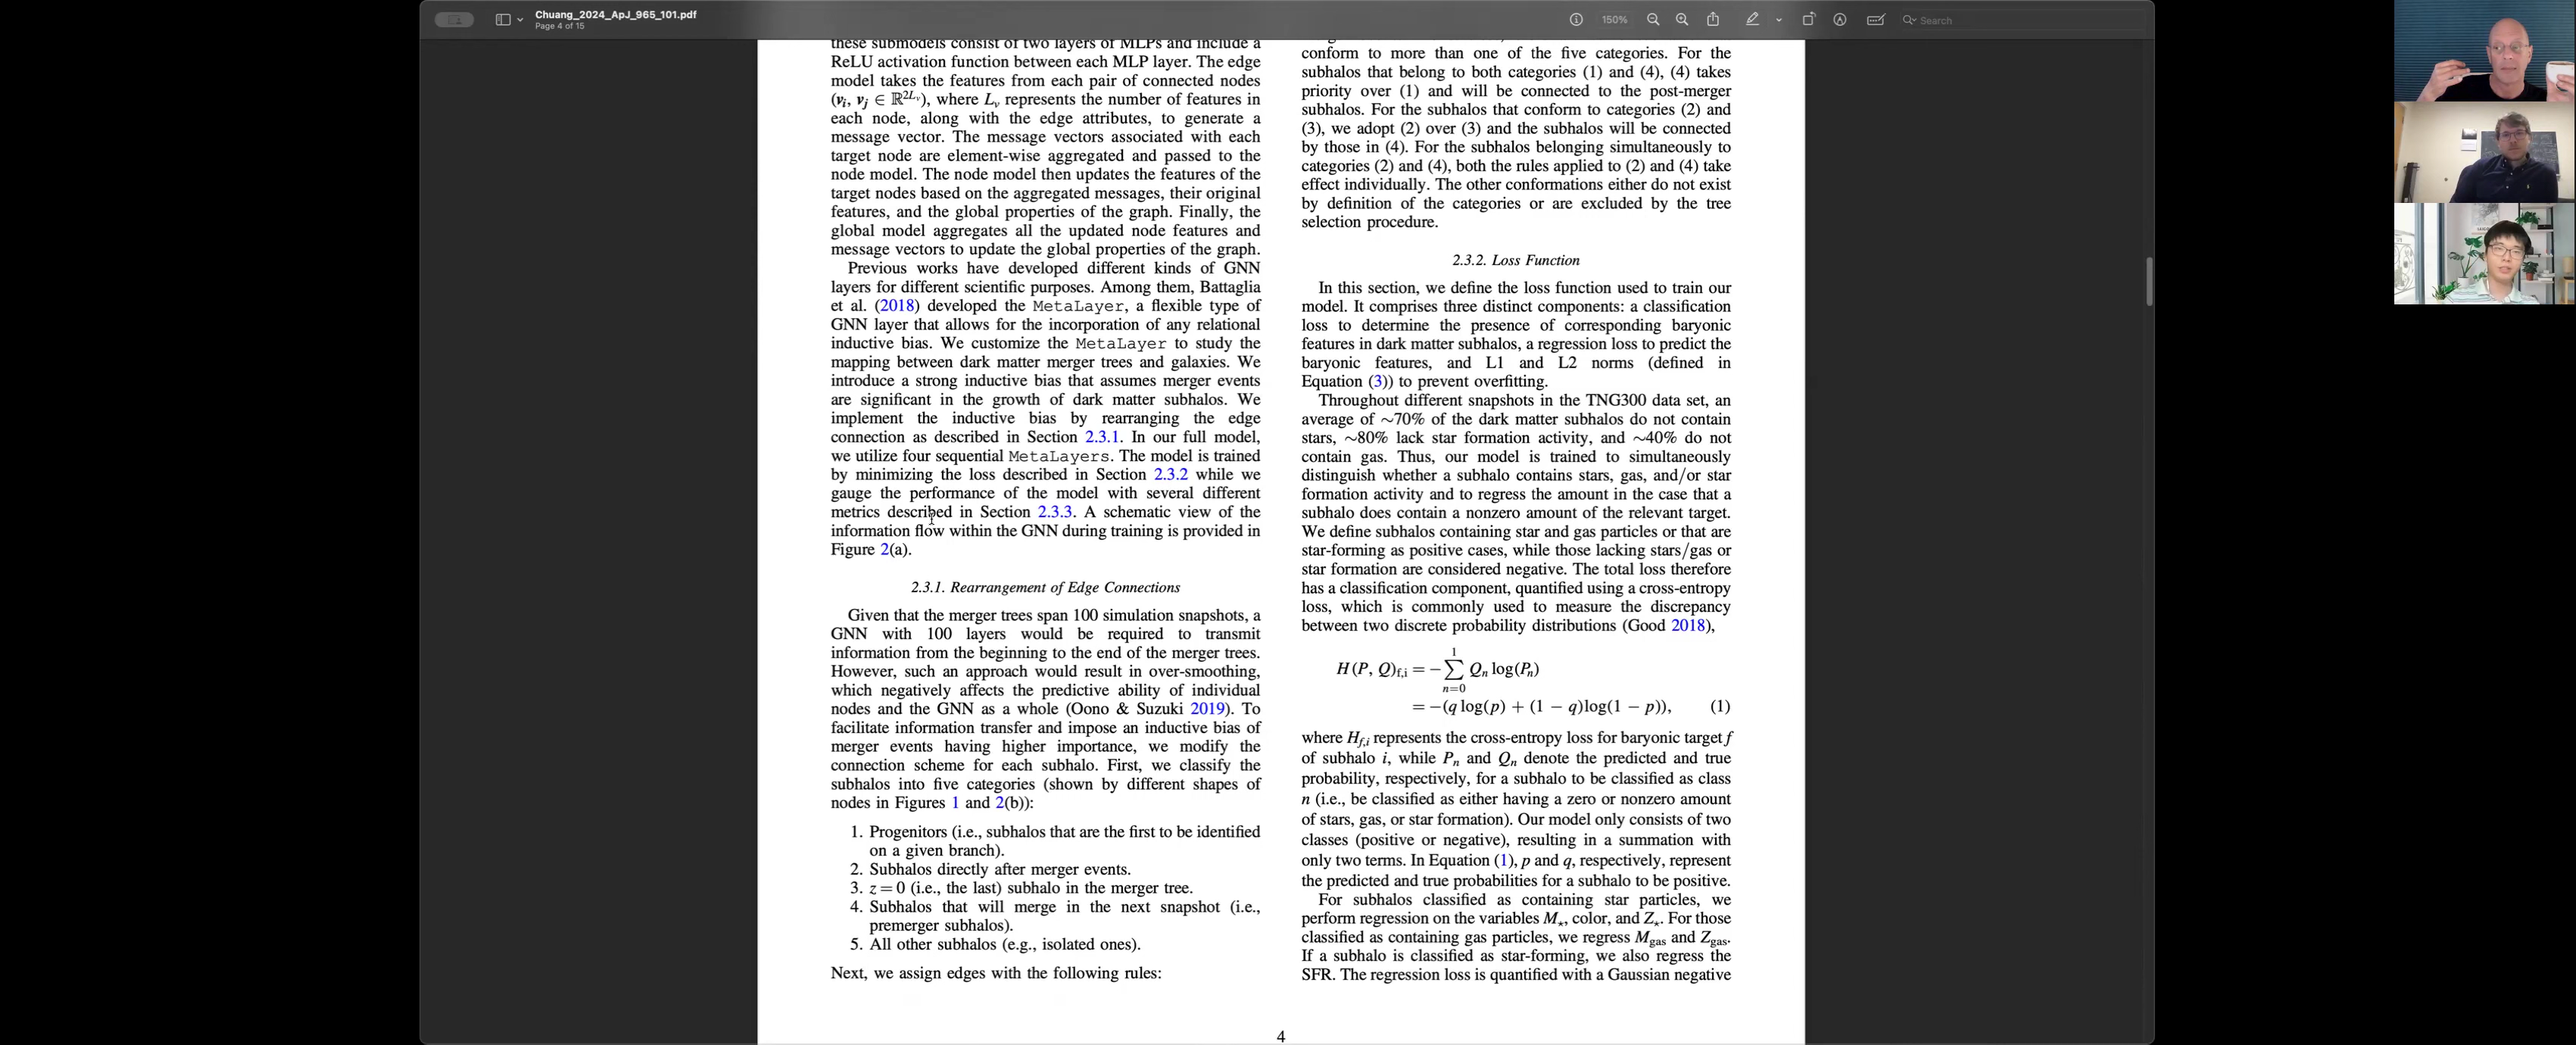 Chuang_2024_ApJ_965_101.pdf
Page 4 of 15
150%
Search
these submodels consist of two layers of MLPs and include a
ReLU activation function between each MLP layer. The edge
model takes the features from each pair of connected nodes
(vi, vj ∈ ℝ2Lv), where Lv represents the number of features in
each node, along with the edge attributes, to generate a
message vector. The message vectors associated with each
target node are element-wise aggregated and passed to the
node model. The node model then updates the features of the
target nodes based on the aggregated messages, their original
features, and the global properties of the graph. Finally, the
global model aggregates all the updated node features and
message vectors to update the global properties of the graph.
Previous works have developed different kinds of GNN
layers for different scientific purposes. Among them, Battaglia
et al. (2018) developed the MetaLayer, a flexible type of
GNN layer that allows for the incorporation of any relational
inductive bias. We customize the MetaLayer to study the
mapping between dark matter merger trees and galaxies. We
introduce a strong inductive bias that assumes merger events
are significant in the growth of dark matter subhalos. We
implement the inductive bias by rearranging the edge
connection as described in Section 2.3.1. In our full model,
we utilize four sequential MetaLayers. The model is trained
by minimizing the loss described in Section 2.3.2 while we
gauge the performance of the model with several different
metrics described in Section 2.3.3. A schematic view of the
information flow within the GNN during training is provided in
Figure 2(a).
2.3.1. Rearrangement of Edge Connections
Given that the merger trees span 100 simulation snapshots, a
GNN with 100 layers would be required to transmit
information from the beginning to the end of the merger trees.
However, such an approach would result in over-smoothing,
which negatively affects the predictive ability of individual
nodes and the GNN as a whole (Oono & Suzuki 2019). To
facilitate information transfer and impose an inductive bias of
merger events having higher importance, we modify the
connection scheme for each subhalo. First, we classify the
subhalos into five categories (shown by different shapes of
nodes in Figures 1 and 2(b)):
1. Progenitors (i.e., subhalos that are the first to be identified
on a given branch).
2. Subhalos directly after merger events.
3. z = 0 (i.e., the last) subhalo in the merger tree.
4. Subhalos that will merge in the next snapshot (i.e.,
premerger subhalos).
5. All other subhalos (e.g., isolated ones).
Next, we assign edges with the following rules:
conform to more than one of the five categories. For the
subhalos that belong to both categories (1) and (4), (4) takes
priority over (1) and will be connected to the post-merger
subhalos. For the subhalos that conform to categories (2) and
(3), we adopt (2) over (3) and the subhalos will be connected
by those in (4). For the subhalos belonging simultaneously to
categories (2) and (4), both the rules applied to (2) and (4) take
effect individually. The other conformations either do not exist
by definition of the categories or are excluded by the tree
selection procedure.
2.3.2. Loss Function
In this section, we define the loss function used to train our
model. It comprises three distinct components: a classification
loss to determine the presence of corresponding baryonic
features in dark matter subhalos, a regression loss to predict the
baryonic features, and L1 and L2 norms (defined in
Equation (3)) to prevent overfitting.
Throughout different snapshots in the TNG300 data set, an
average of ~70% of the dark matter subhalos do not contain
stars, ~80% lack star formation activity, and ~40% do not
contain gas. Thus, our model is trained to simultaneously
distinguish whether a subhalo contains stars, gas, and/or star
formation activity and to regress the amount in the case that a
subhalo does contain a nonzero amount of the relevant target.
We define subhalos containing star and gas particles or that are
star-forming as positive cases, while those lacking stars/gas or
star formation are considered negative. The total loss therefore
has a classification component, quantified using a cross-entropy
loss, which is commonly used to measure the discrepancy
between two discrete probability distributions (Good 2018),
H(P, Q)f,i = −∑1n=0 Qn log(Pn)
= −(q log(p) + (1 − q)log(1 − p)), (1)
where Hf,i represents the cross-entropy loss for baryonic target f
of subhalo i, while Pn and Qn denote the predicted and true
probability, respectively, for a subhalo to be classified as class
n (i.e., be classified as either having a zero or nonzero amount
of stars, gas, or star formation). Our model only consists of two
classes (positive or negative), resulting in a summation with
only two terms. In Equation (1), p and q, respectively, represent
the predicted and true probabilities for a subhalo to be positive.
For subhalos classified as containing star particles, we
perform regression on the variables M⋆, color, and Z⋆. For those
classified as containing gas particles, we regress Mgas and Zgas.
If a subhalo is classified as star-forming, we also regress the
SFR. The regression loss is quantified with a Gaussian negative
4